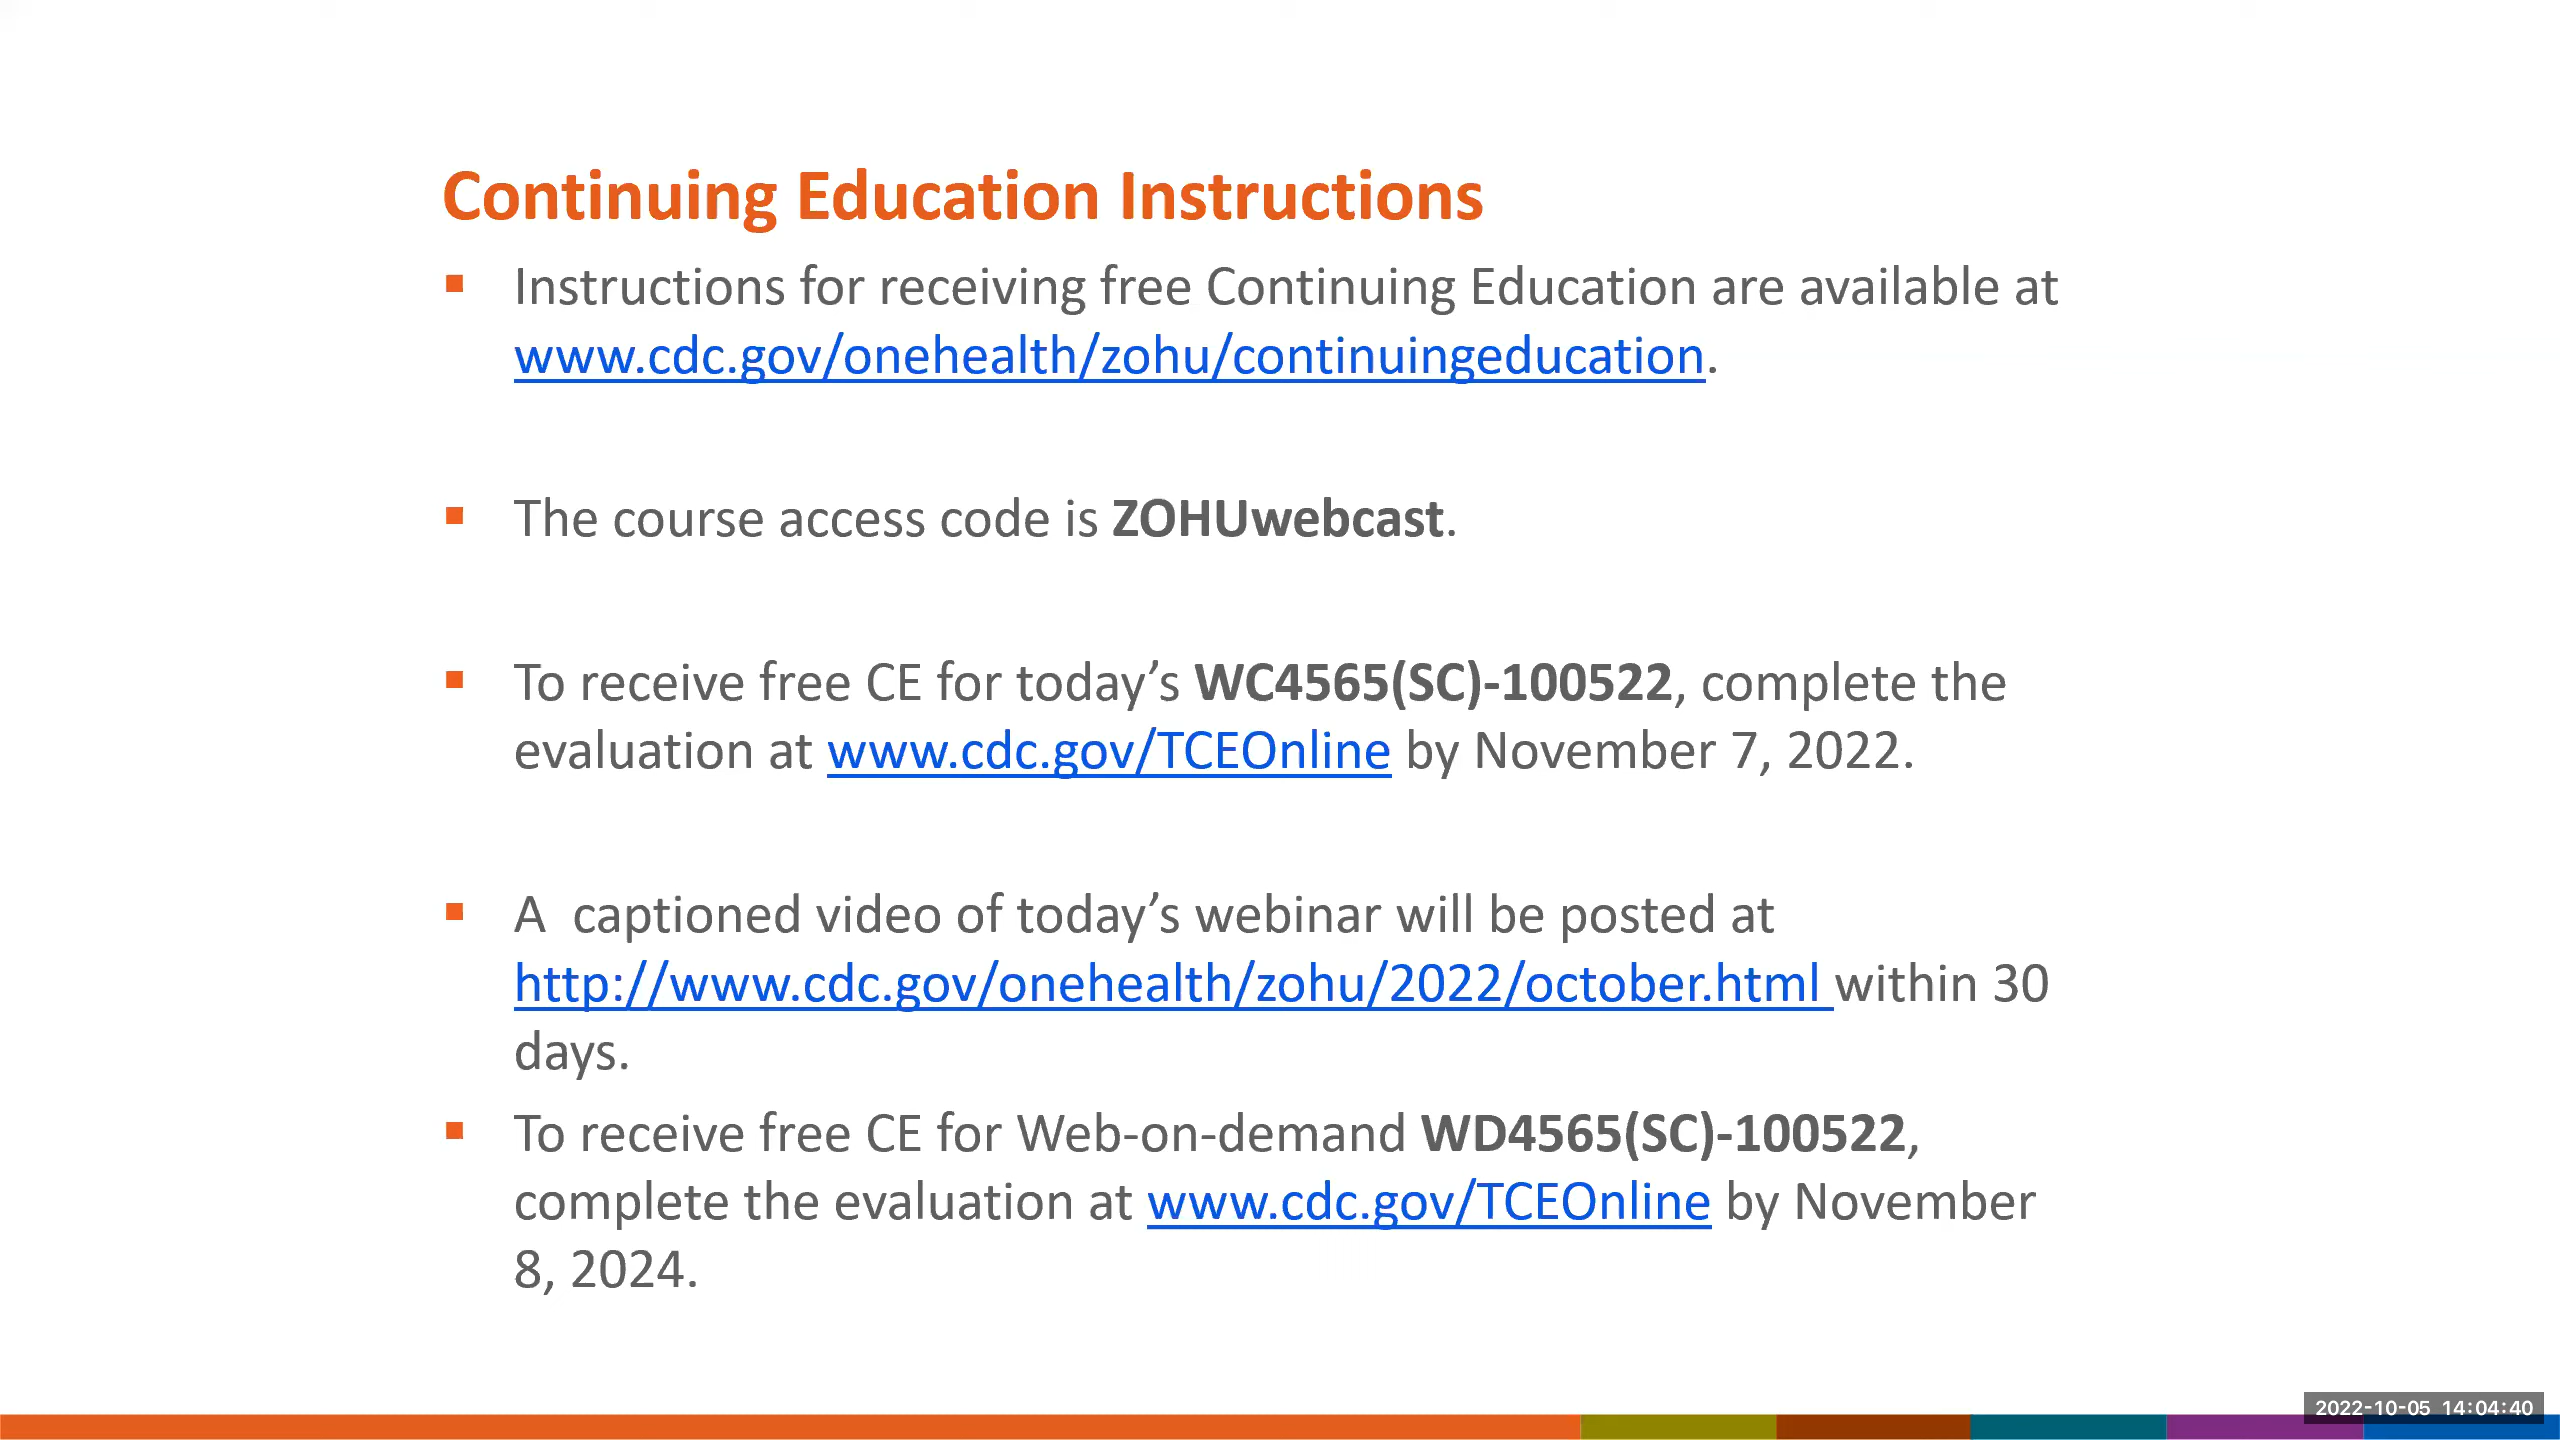 Continuing Education Instructions
▪ Instructions for receiving free Continuing Education are available at
www.cdc.gov/onehealth/zohu/continuingeducation.
▪ The course access code is ZOHUwebcast.
▪ To receive free CE for today’s WC4565(SC)-100522, complete the
evaluation at www.cdc.gov/TCEOnline by November 7, 2022.
▪ A  captioned video of today’s webinar will be posted at
http://www.cdc.gov/onehealth/zohu/2022/october.html within 30
days.
▪ To receive free CE for Web-on-demand WD4565(SC)-100522,
complete the evaluation at www.cdc.gov/TCEOnline by November
8, 2024.
2022-10-05 14:04:40